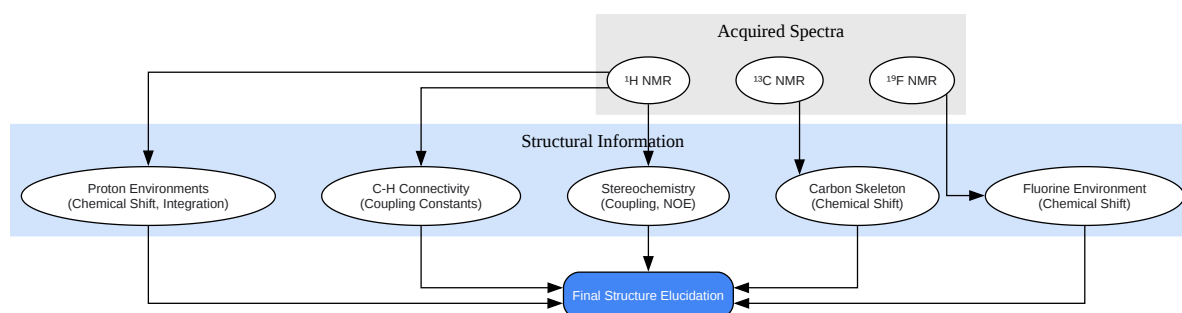 Acquired Spectra
¹H NMR
¹³C NMR
¹⁹F NMR
Structural Information
Proton Environments
(Chemical Shift, Integration)
C-H Connectivity
(Coupling Constants)
Stereochemistry
(Coupling, NOE)
Carbon Skeleton
(Chemical Shift)
Fluorine Environment
(Chemical Shift)
Final Structure Elucidation